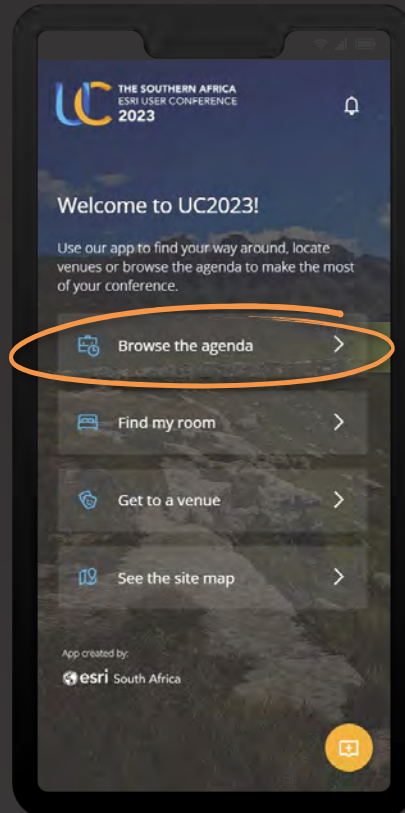 UC
THE SOUTHERN AFRICA
ESRI USER CONFERENCE
2023
Welcome to UC2023!
Use our app to find your way around, locate
venues or browse the agenda to make the most
of your conference.
Browse the agenda
Find my room
Get to a venue
See the site map
App created by:
esri South Africa